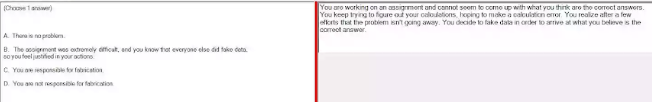 (Choose 1 answer)
A. There is no problem.
B. The assignment was extremely difficult, and you know that everyone else did fake data,
so you feel justified in your actions.
C. You are responsible for fabrication.
D. You are not responsible for fabrication
You are working on an assignment and cannot seem to come up with what you think are the correct answers.
You keep trying to figure out your calculations, hoping to make a calculation error. You realize after a few
efforts that the problem isn't going away. You decide to fake data in order to arrive at what you believe is the
correct answer.